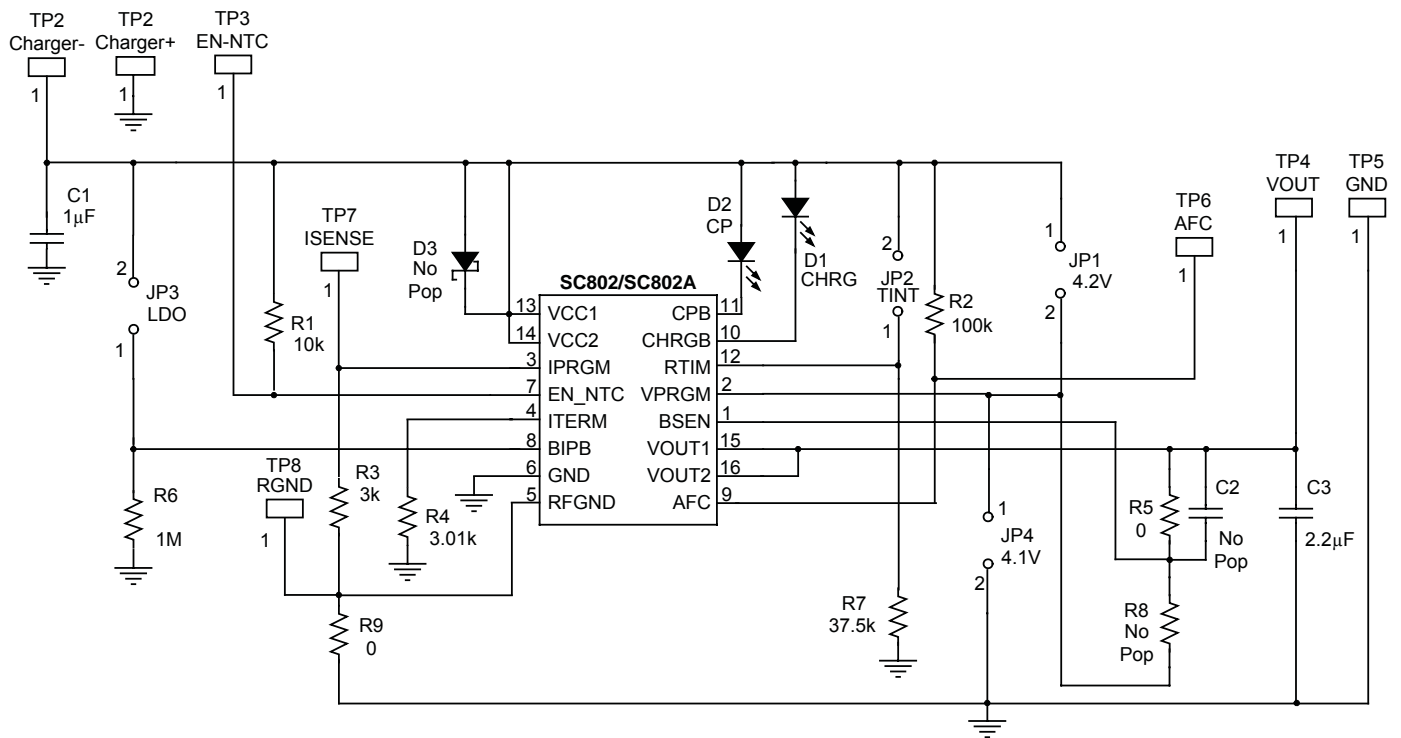 TP2
Charger-
1
TP2
Charger+
1
TP3
EN-NTC
1
C1
1µF
2
JP3
LDO
1
R1
10k
TP7
ISENSE
1
D3
No
Pop
D2
CP
D1
CHRG
2
JP2
TINT
1
R2
100k
1
JP1
4.2V
2
TP6
AFC
1
TP4
VOUT
1
TP5
GND
1
SC802/SC802A
13 VCC1
14 VCC2
3 IPRGM
7 EN_NTC
4 ITERM
8 BIPB
6 GND
5 RFGND
CPB 11
CHRGB 10
RTIM 12
VPRGM 2
BSEN 1
VOUT1 15
VOUT2 16
AFC 9
R6
1M
TP8
RGND
1
R3
3k
R4
3.01k
R9
0
R7
37.5k
1
JP4
4.1V
2
R5
0
C2
No
Pop
C3
2.2µF
R8
No
Pop